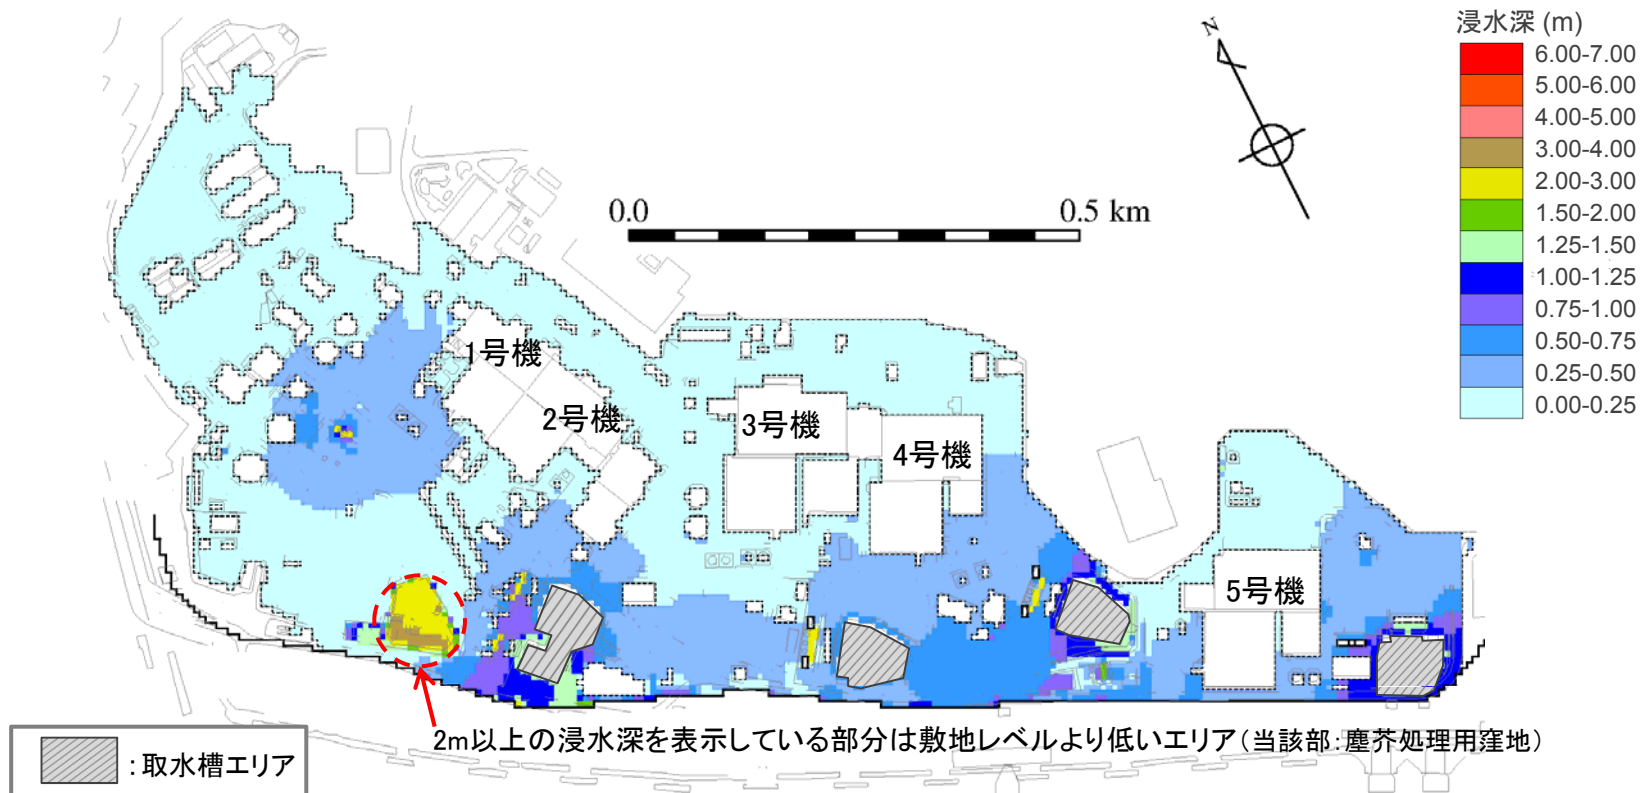 浸水深 (m)
6.00-7.00
5.00-6.00
4.00-5.00
3.00-4.00
2.00-3.00
1.50-2.00
1.25-1.50
1.00-1.25
0.75-1.00
0.50-0.75
0.25-0.50
0.00-0.25
N
0.0
0.5 km
1号機
2号機
3号機
4号機
5号機
2m以上の浸水深を表示している部分は敷地レベルより低いエリア(当該部:塵芥処理用窪地)
:取水槽エリア